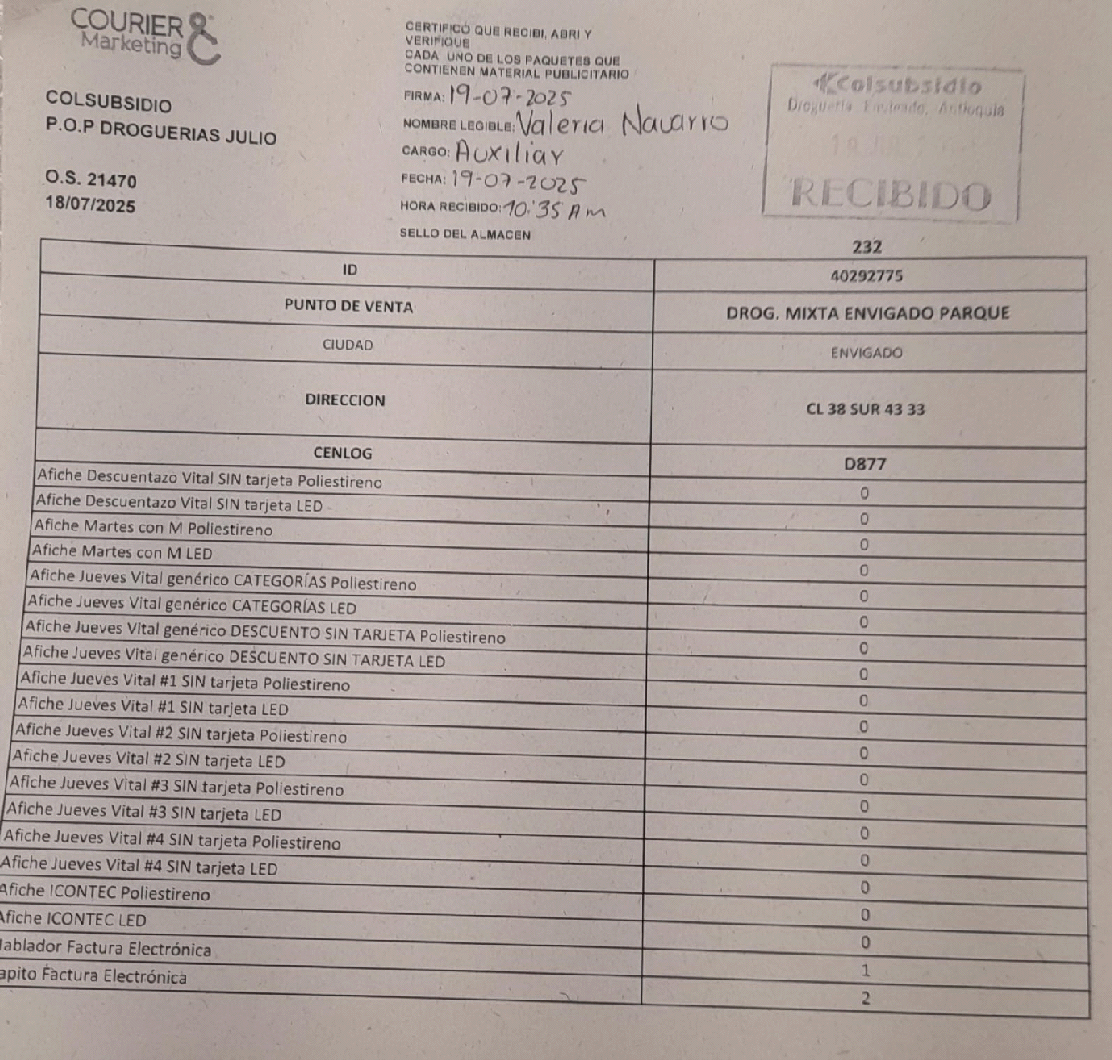 COURIER
Marketing
COLSUBSIDIO
P.O.P DROGUERIAS JULIO
O.S. 21470
18/07/2025
CERTIFICO QUE RECIBI, ABRI Y
VERIFIQUE
CADA UNO DE LOS PAQUETES QUE
CONTIENEN MATERIAL PUBLICITARIO
FIRMA: 19-07-2025
NOMBRE LEGIBLE: Valeria Navarro
CARGO: Auxiliar
FECHA: 19-07-2025
HORA RECIBIDO: 10:35 Am
SELLO DEL ALMACEN
Colsubsidio
Droguería Envigado, Antioquia
19 JUL
RECIBIDO
232
ID 40292775
PUNTO DE VENTA DROG. MIXTA ENVIGADO PARQUE
CIUDAD ENVIGADO
DIRECCION CL 38 SUR 43 33
CENLOG D877
Afiche Descuentazo Vital SIN tarjeta Poliestireno 0
Afiche Descuentazo Vital SIN tarjeta LED 0
Afiche Martes con M Poliestireno 0
Afiche Martes con M LED 0
Afiche Jueves Vital genérico CATEGORÍAS Poliestireno 0
Afiche Jueves Vital genérico CATEGORÍAS LED 0
Afiche Jueves Vital genérico DESCUENTO SIN TARJETA Poliestireno 0
Afiche Jueves Vital genérico DESCUENTO SIN TARJETA LED 0
Afiche Jueves Vital #1 SIN tarjeta Poliestireno 0
Afiche Jueves Vital #1 SIN tarjeta LED 0
Afiche Jueves Vital #2 SIN tarjeta Poliestireno 0
Afiche Jueves Vital #2 SIN tarjeta LED 0
Afiche Jueves Vital #3 SIN tarjeta Poliestireno 0
Afiche Jueves Vital #3 SIN tarjeta LED 0
Afiche Jueves Vital #4 SIN tarjeta Poliestireno 0
Afiche Jueves Vital #4 SIN tarjeta LED 0
Afiche ICONTEC Poliestireno 0
Afiche ICONTEC LED 0
ablador Factura Electrónica 1
apito Factura Electrónica 2